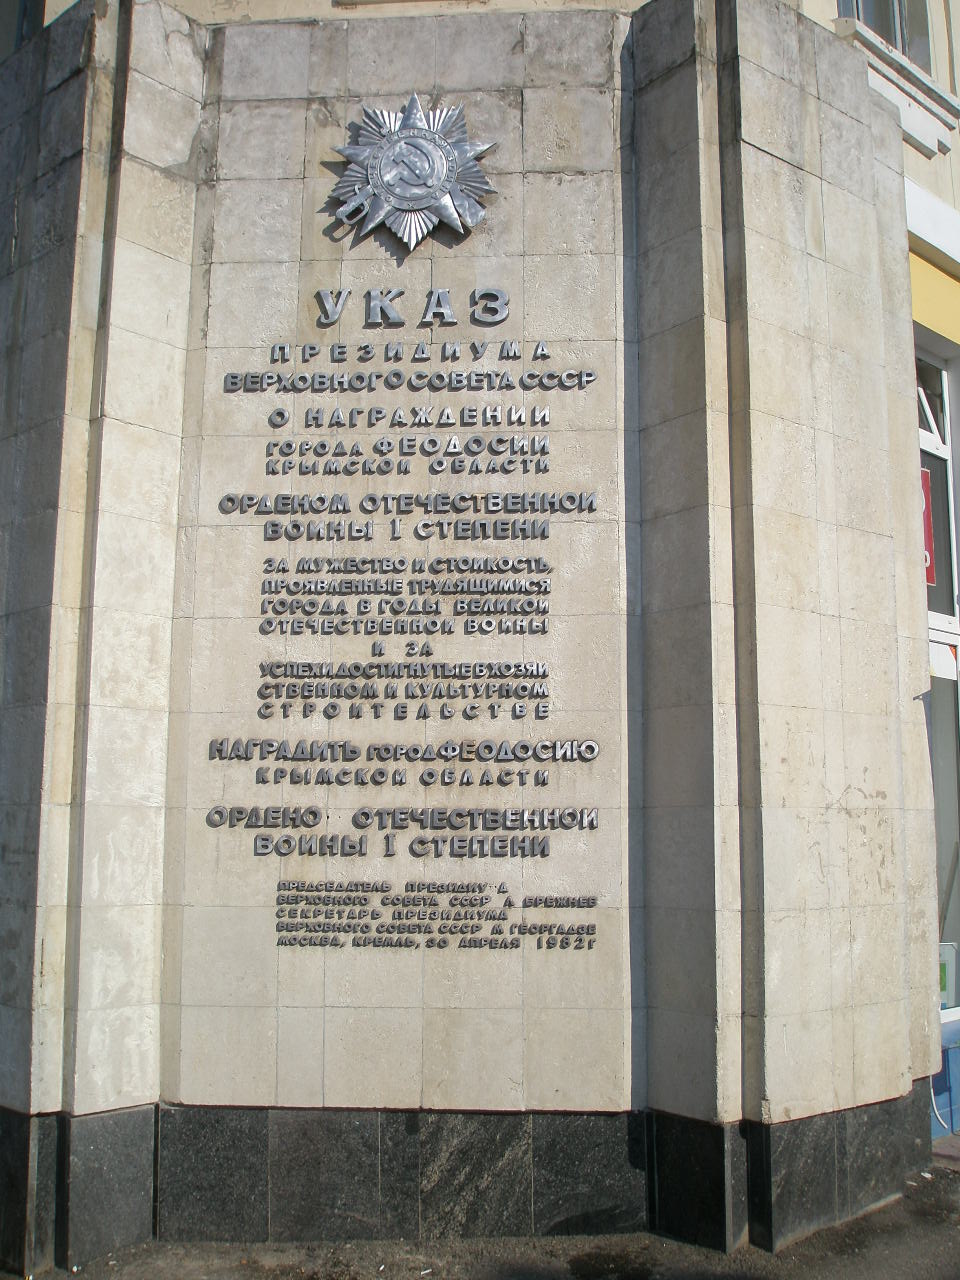 УКАЗ
ПРЕЗИДИУМА
ВЕРХОВНОГО СОВЕТА СССР
О НАГРАЖДЕНИИ
ГОРОДА ФЕОДОСИИ
КРЫМСКОЙ ОБЛАСТИ
ОРДЕНОМ ОТЕЧЕСТВЕННОЙ
ВОЙНЫ I СТЕПЕНИ
ЗА МУЖЕСТВО И СТОЙКОСТЬ,
ПРОЯВЛЕННЫЕ ТРУДЯЩИМИСЯ
ГОРОДА В ГОДЫ ВЕЛИКОЙ
ОТЕЧЕСТВЕННОЙ ВОЙНЫ
И ЗА
УСПЕХИ ДОСТИГНУТЫЕ В ХОЗЯЙ
СТВЕННОМ И КУЛЬТУРНОМ
СТРОИТЕЛЬСТВЕ
НАГРАДИТЬ ГОРОД ФЕОДОСИЮ
КРЫМСКОЙ ОБЛАСТИ
ОРДЕНО ОТЕЧЕСТВЕННОЙ
ВОЙНЫ I СТЕПЕНИ
ПРЕДСЕДАТЕЛЬ ПРЕЗИДИУ А
ВЕРХОВНОГО СОВЕТА СССР Л БРЕЖНЕВ
СЕКРЕТАРЬ ПРЕЗИДИУМА
ВЕРХОВНОГО СОВЕТА СССР М ГЕОРГАДЗЕ
МОСКВА, КРЕМЛЬ, 30 АПРЕЛЯ 1982 Г